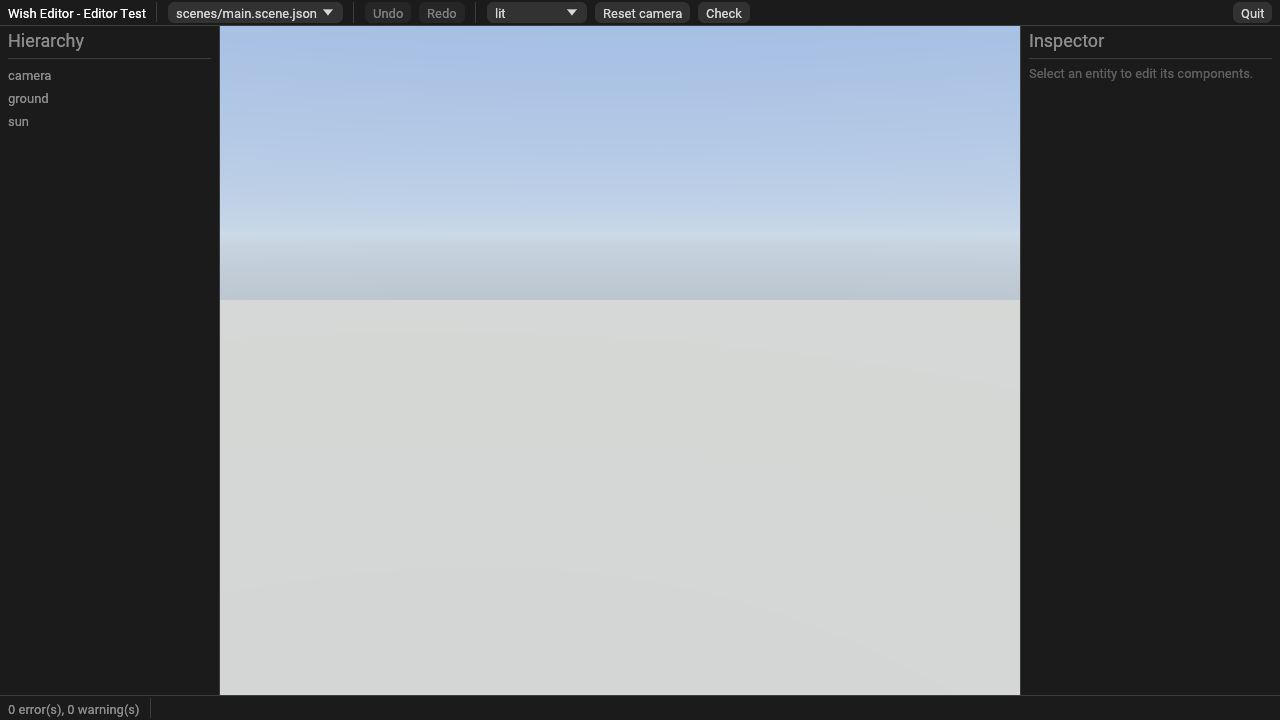 Wish Editor - Editor Test
scenes/main.scene.json
Undo
Redo
lit
Reset camera
Check
Quit
Hierarchy
camera
ground
sun
Inspector
Select an entity to edit its components.
0 error(s), 0 warning(s)